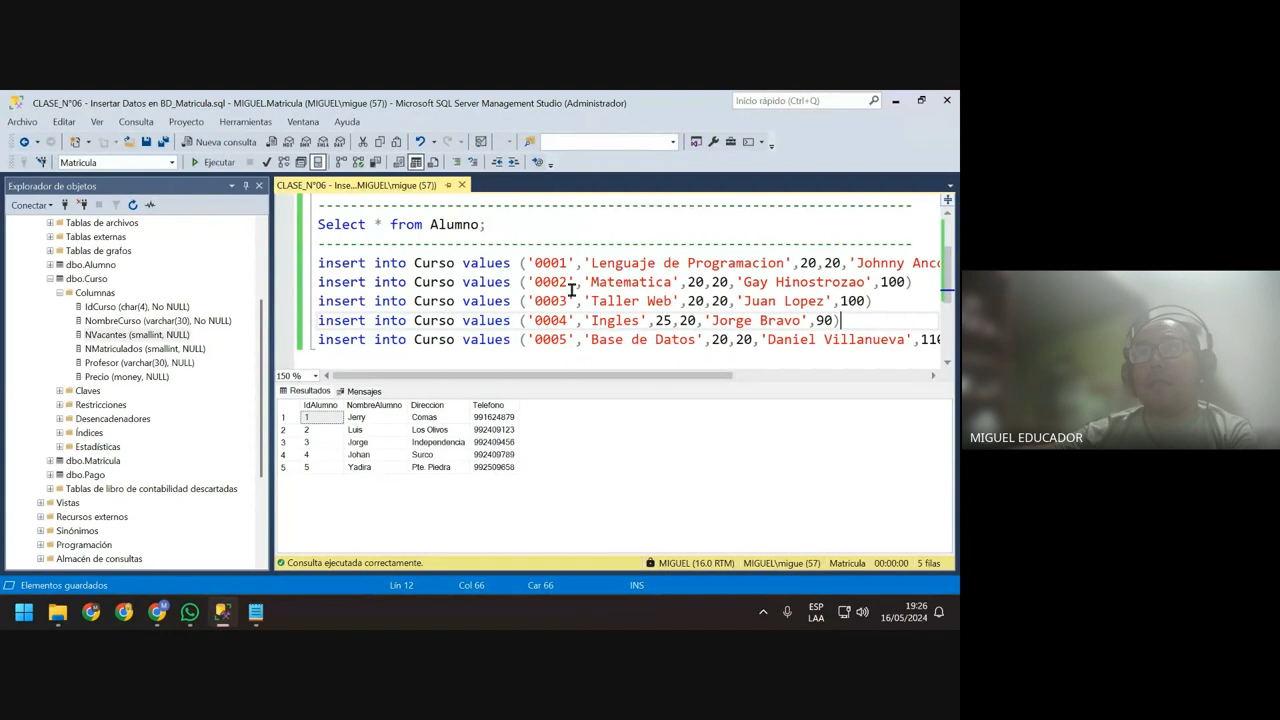 CLASE_N°06 - Insertar Datos en BD_Matricula.sql - MIGUEL.Matricula (MIGUEL\migue (57)) - Microsoft SQL Server Management Studio (Administrador)
Inicio rápido (Ctrl+Q)
Archivo Editar Ver Consulta Proyecto Herramientas Ventana Ayuda
Nueva consulta
Matricula Ejecutar
Explorador de objetos
Conectar
Tablas de archivos
Tablas externas
Tablas de grafos
dbo.Alumno
dbo.Curso
Columnas
IdCurso (char(4), No NULL)
NombreCurso (varchar(30), No NULL)
NVacantes (smallint, NULL)
NMatriculados (smallint, NULL)
Profesor (varchar(30), NULL)
Precio (money, NULL)
Claves
Restricciones
Desencadenadores
Índices
Estadísticas
dbo.Matricula
dbo.Pago
Tablas de libro de contabilidad descartadas
Vistas
Recursos externos
Sinónimos
Programación
Almacén de consultas
CLASE_N°06 - Inse...MIGUEL\migue (57))
Select * from Alumno;
insert into Curso values ('0001','Lenguaje de Programacion',20,20,'Johnny Anco
insert into Curso values ('0002','Matematica',20,20,'Gay Hinostrozao',100)
insert into Curso values ('0003','Taller Web',20,20,'Juan Lopez',100)
insert into Curso values ('0004','Ingles',25,20,'Jorge Bravo',90)
insert into Curso values ('0005','Base de Datos',20,20,'Daniel Villanueva',110
150 %
Resultados Mensajes
IdAlumno NombreAlumno Direccion Telefono
1 1 Jerry Comas 991624879
2 2 Luis Los Olivos 992409123
3 3 Jorge Independencia 992409456
4 4 Johan Surco 992409789
5 5 Yadira Pte. Piedra 992509658
Consulta ejecutada correctamente. MIGUEL (16.0 RTM) MIGUEL\migue (57) Matricula 00:00:00 5 filas
Elementos guardados Lín 12 Col 66 Car 66 INS
ESP
LAA
19:26
16/05/2024
MIGUEL EDUCADOR